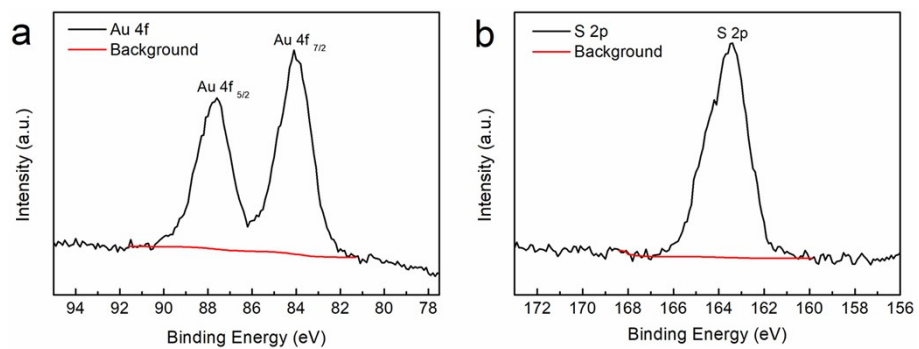 a
Au 4f
Background
Au 4f 5/2
Au 4f 7/2
Intensity (a.u.)
94 92 90 88 86 84 82 80 78
Binding Energy (eV)
b
S 2p
Background
S 2p
Intensity (a.u.)
172 170 168 166 164 162 160 158 156
Binding Energy (eV)